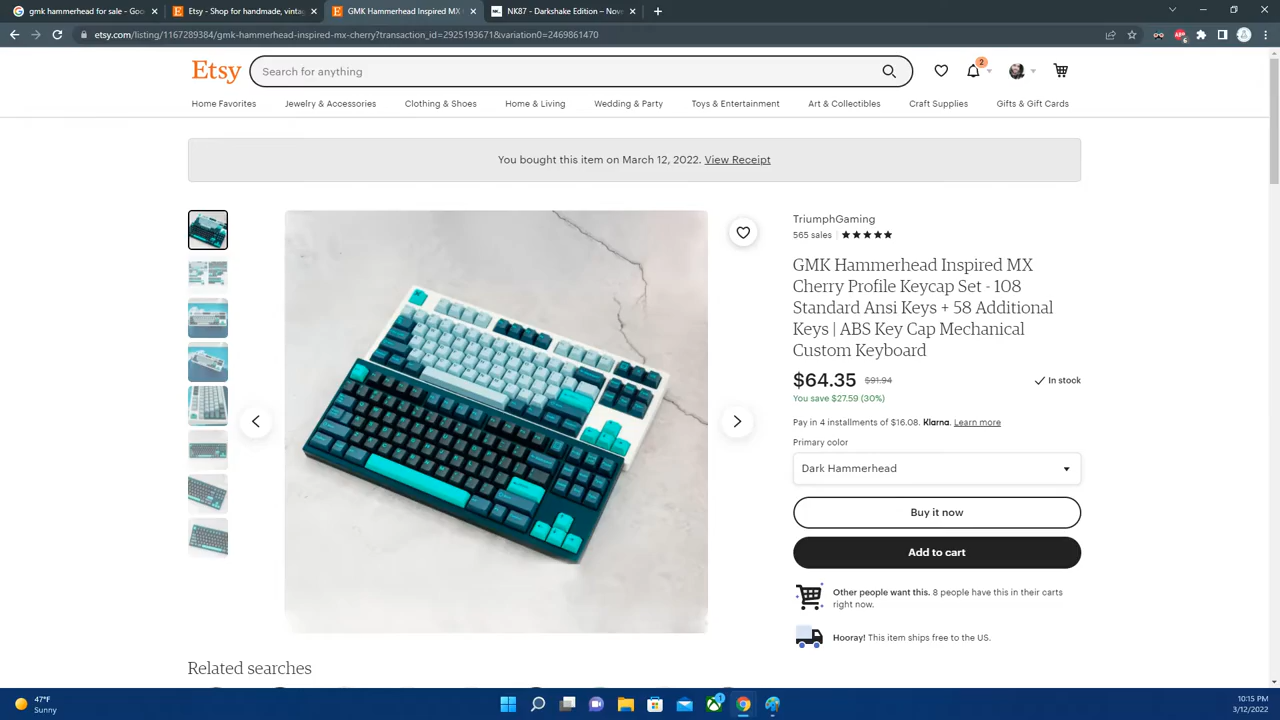 gmk hammerhead for sale - Goo
Etsy - Shop for handmade, vintag
GMK Hammerhead Inspired MX
NK87 – Darkshake Edition – Nove
etsy.com/listing/1167289384/gmk-hammerhead-inspired-mx-cherry?transaction_id=2925193671&variation0=2469861470
Etsy
Search for anything
2
Home Favorites
Jewelry & Accessories
Clothing & Shoes
Home & Living
Wedding & Party
Toys & Entertainment
Art & Collectibles
Craft Supplies
Gifts & Gift Cards
You bought this item on March 12, 2022. View Receipt
TriumphGaming
565 sales
GMK Hammerhead Inspired MX
Cherry Profile Keycap Set - 108
Standard Ansi Keys + 58 Additional
Keys | ABS Key Cap Mechanical
Custom Keyboard
$64.35 $91.94
In stock
You save $27.59 (30%)
Pay in 4 installments of $16.08. Klarna. Learn more
Primary color
Dark Hammerhead
Buy it now
Add to cart
Other people want this. 8 people have this in their carts
right now.
Hooray! This item ships free to the US.
Related searches
47°F
Sunny
1
10:15 PM
3/12/2022